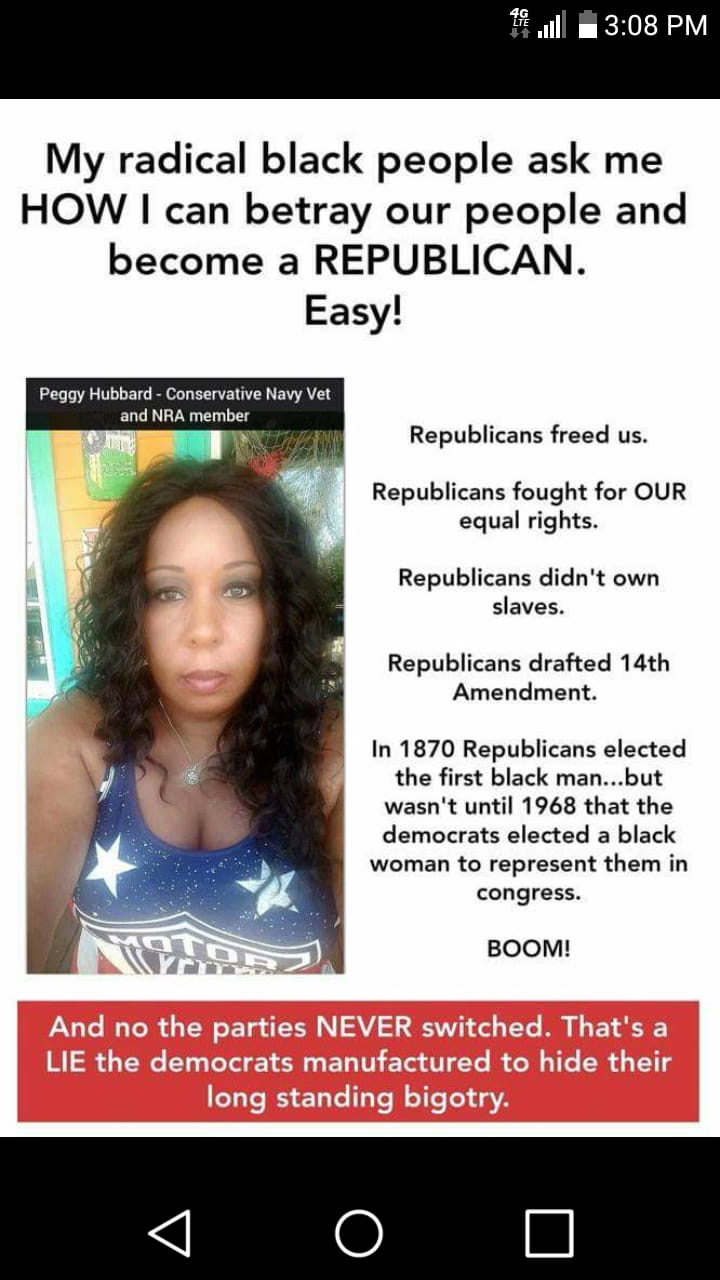 4G
LTE
3:08 PM
My radical black people ask me
HOW I can betray our people and
become a REPUBLICAN.
Easy!
Peggy Hubbard - Conservative Navy Vet
and NRA member
MOTOR
Republicans freed us.
Republicans fought for OUR
equal rights.
Republicans didn't own
slaves.
Republicans drafted 14th
Amendment.
In 1870 Republicans elected
the first black man...but
wasn't until 1968 that the
democrats elected a black
woman to represent them in
congress.
BOOM!
And no the parties NEVER switched. That's a
LIE the democrats manufactured to hide their
long standing bigotry.